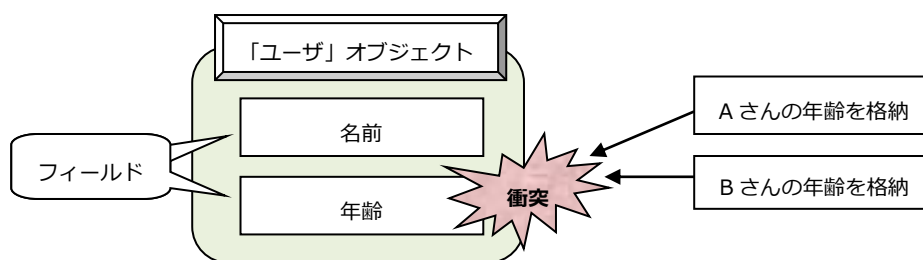 「ユーザ」オブジェクト
名前
フィールド
年齢
衝突
A さんの年齢を格納
B さんの年齢を格納